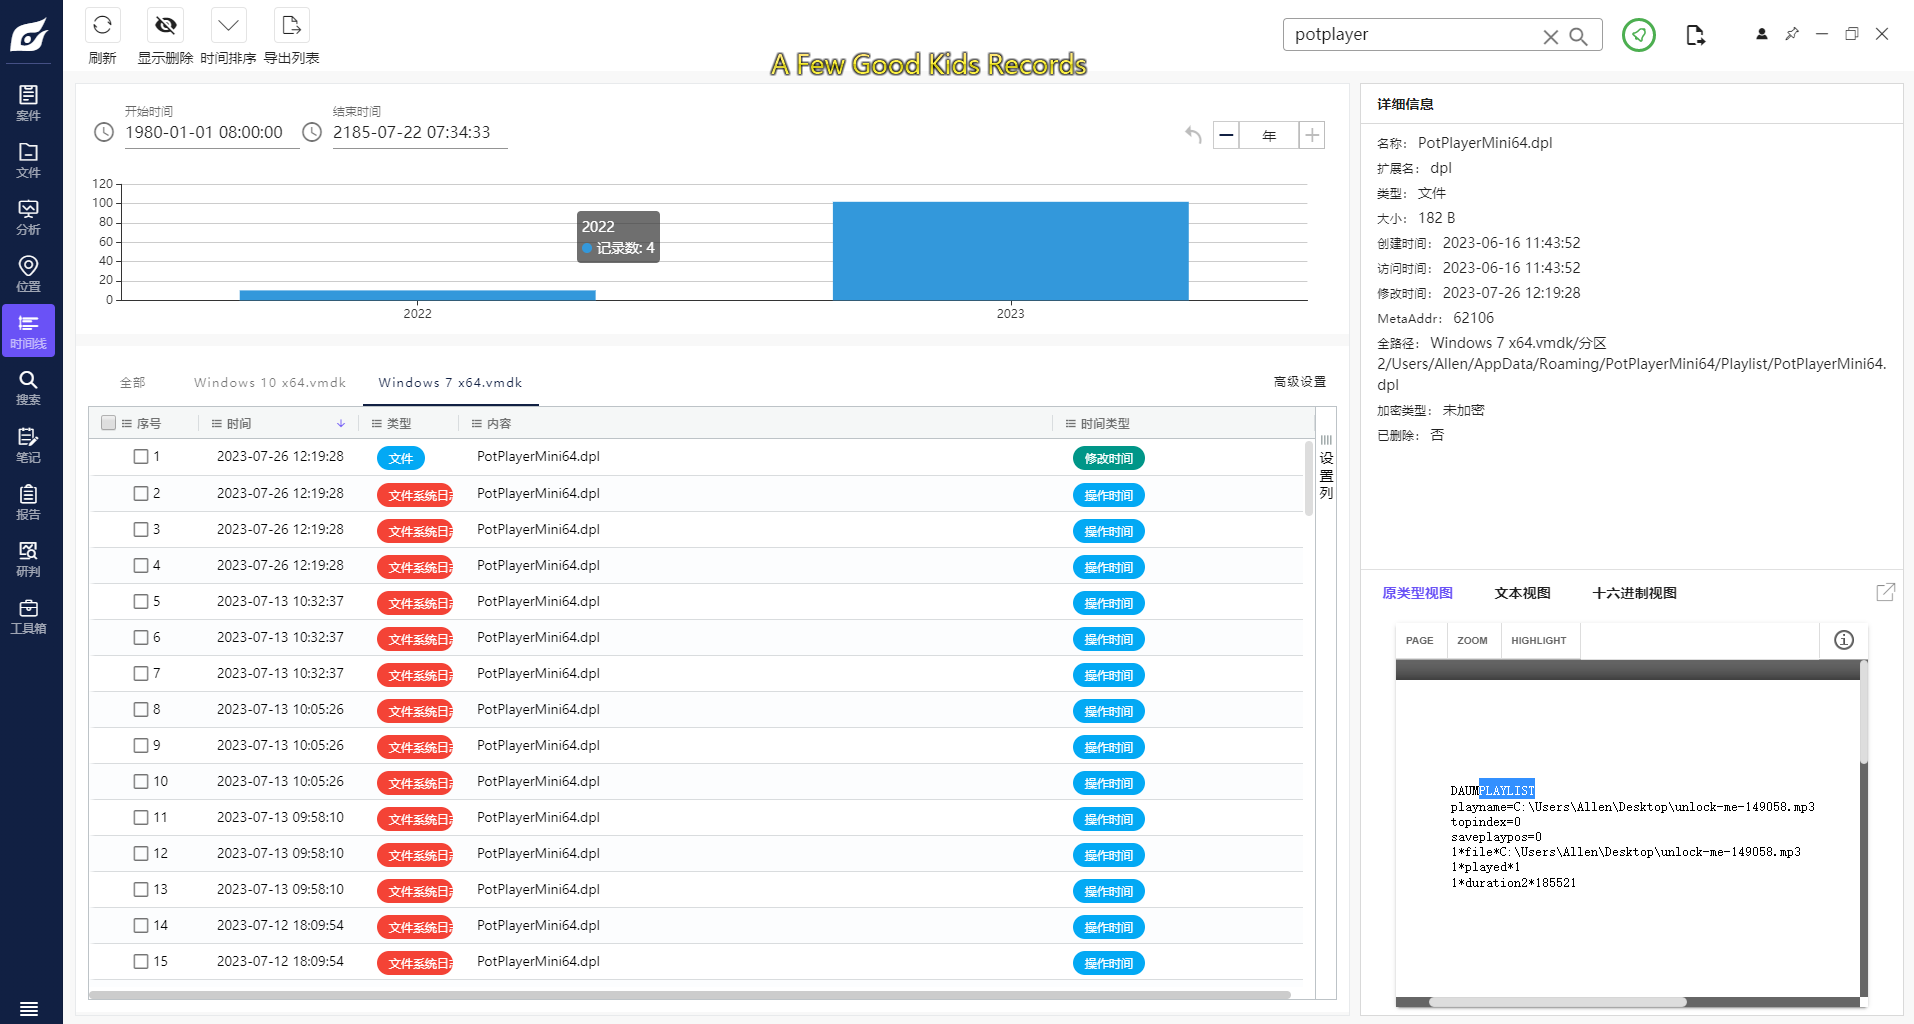 刷新
显示删除
时间排序
导出列表
A Few Good Kids Records
potplayer
案件
文件
分析
位置
时间线
搜索
笔记
报告
研判
工具箱
开始时间
1980-01-01 08:00:00
结束时间
2185-07-22 07:34:33
年
120
100
80
60
40
20
0
2022
记录数: 4
2022
2023
全部
Windows 10 x64.vmdk
Windows 7 x64.vmdk
高级设置
序号 时间 类型 内容 时间类型
1 2023-07-26 12:19:28 文件 PotPlayerMini64.dpl 修改时间
2 2023-07-26 12:19:28 文件系统日 PotPlayerMini64.dpl 操作时间
3 2023-07-26 12:19:28 文件系统日 PotPlayerMini64.dpl 操作时间
4 2023-07-26 12:19:28 文件系统日 PotPlayerMini64.dpl 操作时间
5 2023-07-13 10:32:37 文件系统日 PotPlayerMini64.dpl 操作时间
6 2023-07-13 10:32:37 文件系统日 PotPlayerMini64.dpl 操作时间
7 2023-07-13 10:32:37 文件系统日 PotPlayerMini64.dpl 操作时间
8 2023-07-13 10:05:26 文件系统日 PotPlayerMini64.dpl 操作时间
9 2023-07-13 10:05:26 文件系统日 PotPlayerMini64.dpl 操作时间
10 2023-07-13 10:05:26 文件系统日 PotPlayerMini64.dpl 操作时间
11 2023-07-13 09:58:10 文件系统日 PotPlayerMini64.dpl 操作时间
12 2023-07-13 09:58:10 文件系统日 PotPlayerMini64.dpl 操作时间
13 2023-07-13 09:58:10 文件系统日 PotPlayerMini64.dpl 操作时间
14 2023-07-12 18:09:54 文件系统日 PotPlayerMini64.dpl 操作时间
15 2023-07-12 18:09:54 文件系统日 PotPlayerMini64.dpl 操作时间
设置列
详细信息
名称: PotPlayerMini64.dpl
扩展名: dpl
类型: 文件
大小: 182 B
创建时间: 2023-06-16 11:43:52
访问时间: 2023-06-16 11:43:52
修改时间: 2023-07-26 12:19:28
MetaAddr: 62106
全路径: Windows 7 x64.vmdk/分区
2/Users/Allen/AppData/Roaming/PotPlayerMini64/Playlist/PotPlayerMini64.
dpl
加密类型: 未加密
已删除: 否
原类型视图
文本视图
十六进制视图
PAGE
ZOOM
HIGHLIGHT
DAUMPLAYLIST
playname=C:\Users\Allen\Desktop\unlock-me-149058.mp3
topindex=0
saveplaypos=0
1*file*C:\Users\Allen\Desktop\unlock-me-149058.mp3
1*played*1
1*duration2*185521